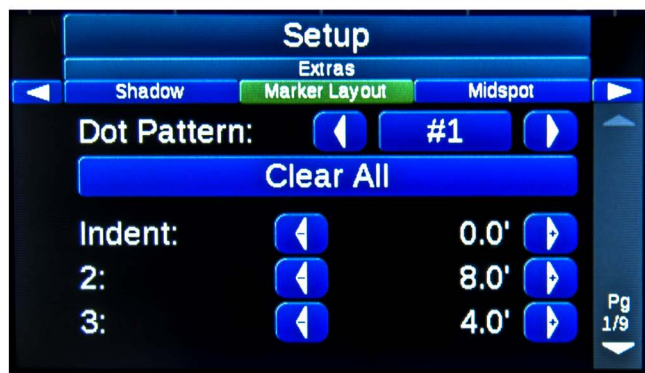 Setup
Extras
Shadow Marker Layout Midspot
Dot Pattern: #1
Clear All
Indent: - 0.0' +
2: - 8.0' +
3: - 4.0' +
Pg
1/9